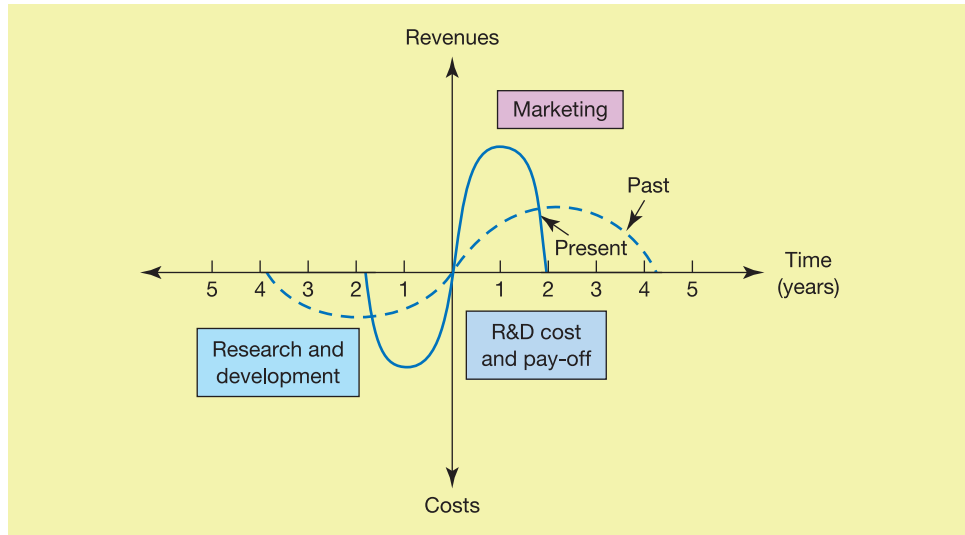 Revenues
Marketing
Past
Present
Time
(years)
5 4 3 2 1 1 2 3 4 5
Research and
development
R&D cost
and pay-off
Costs